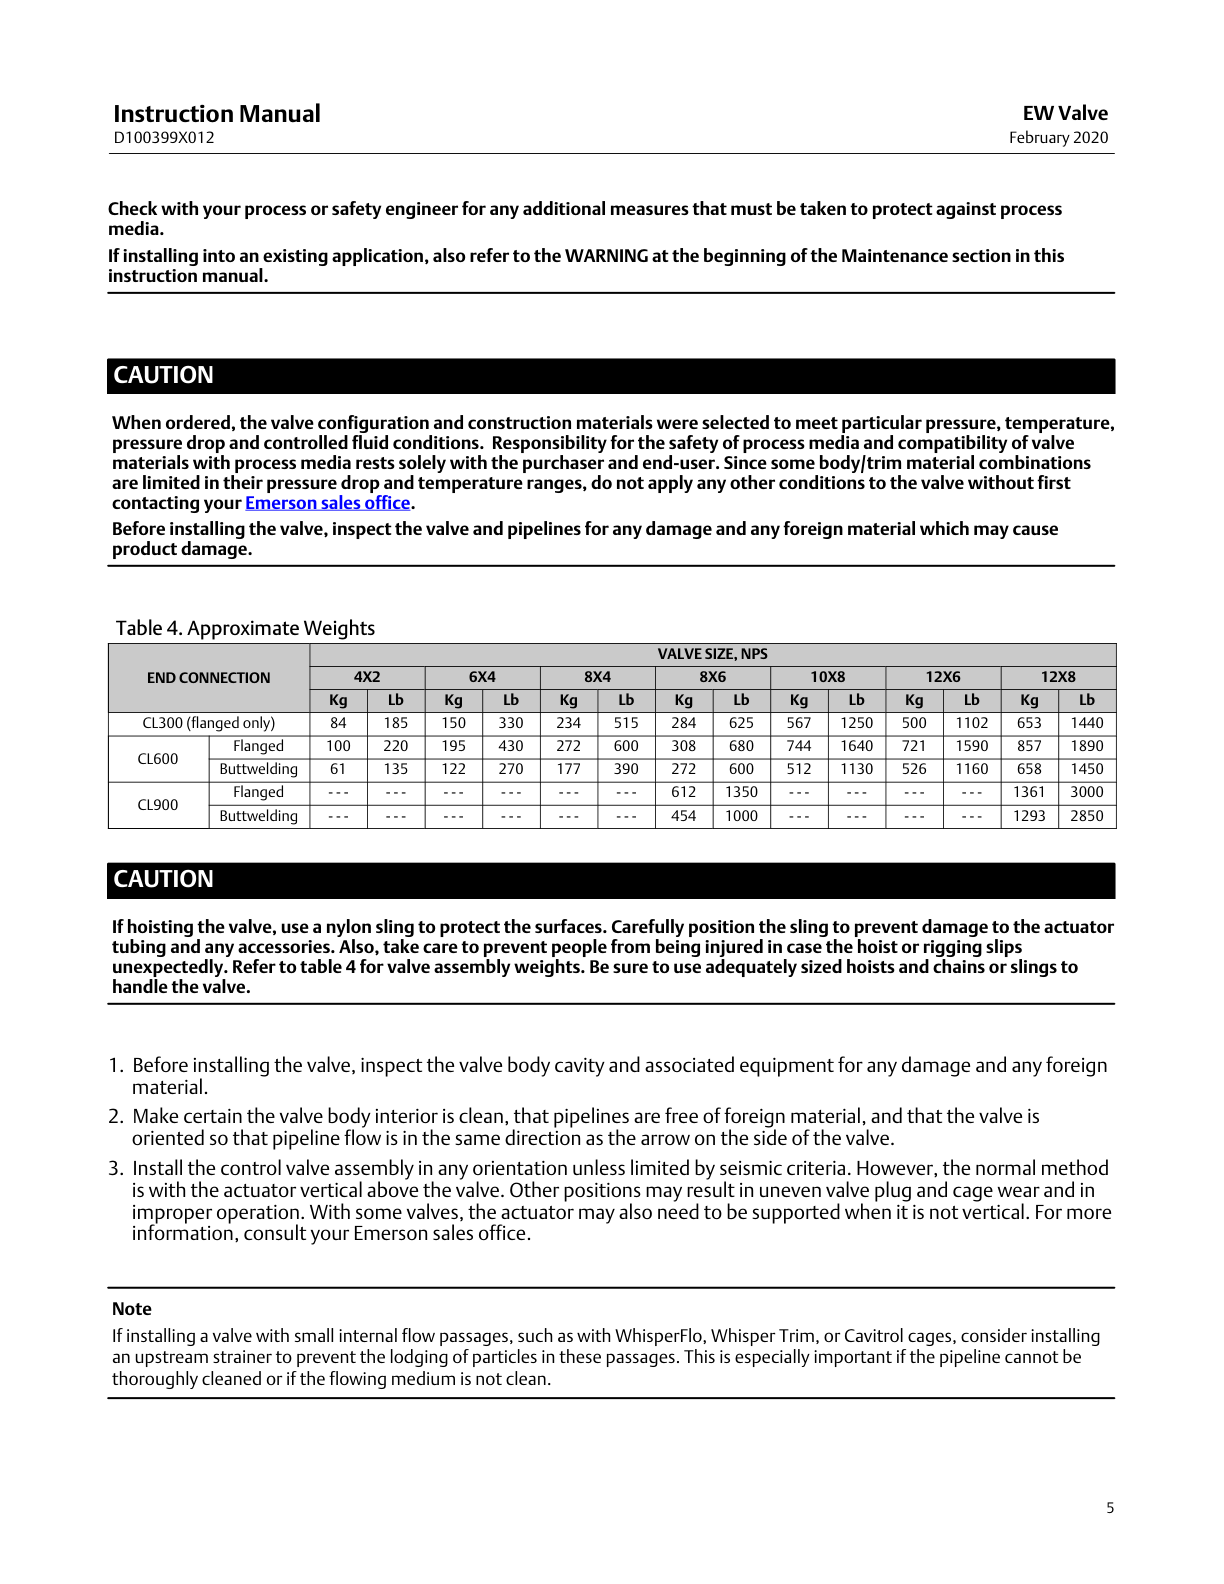 Instruction Manual
D100399X012
EW Valve
February 2020
Check with your process or safety engineer for any additional measures that must be taken to protect against process
media.
If installing into an existing application, also refer to the WARNING at the beginning of the Maintenance section in this
instruction manual.
CAUTION
When ordered, the valve configuration and construction materials were selected to meet particular pressure, temperature,
pressure drop and controlled fluid conditions. Responsibility for the safety of process media and compatibility of valve
materials with process media rests solely with the purchaser and end-user. Since some body/trim material combinations
are limited in their pressure drop and temperature ranges, do not apply any other conditions to the valve without first
contacting your Emerson sales office.
Before installing the valve, inspect the valve and pipelines for any damage and any foreign material which may cause
product damage.
Table 4. Approximate Weights
END CONNECTION
VALVE SIZE, NPS
4X2 6X4 8X4 8X6 10X8 12X6 12X8
Kg Lb Kg Lb Kg Lb Kg Lb Kg Lb Kg Lb Kg Lb
CL300 (flanged only) 84 185 150 330 234 515 284 625 567 1250 500 1102 653 1440
CL600
Flanged 100 220 195 430 272 600 308 680 744 1640 721 1590 857 1890
Buttwelding 61 135 122 270 177 390 272 600 512 1130 526 1160 658 1450
CL900
Flanged - - - - - - - - - - - - - - - - - - 612 1350 - - - - - - - - - - - - 1361 3000
Buttwelding - - - - - - - - - - - - - - - - - - 454 1000 - - - - - - - - - - - - 1293 2850
CAUTION
If hoisting the valve, use a nylon sling to protect the surfaces. Carefully position the sling to prevent damage to the actuator
tubing and any accessories. Also, take care to prevent people from being injured in case the hoist or rigging slips
unexpectedly. Refer to table 4 for valve assembly weights. Be sure to use adequately sized hoists and chains or slings to
handle the valve.
1. Before installing the valve, inspect the valve body cavity and associated equipment for any damage and any foreign
material.
2. Make certain the valve body interior is clean, that pipelines are free of foreign material, and that the valve is
oriented so that pipeline flow is in the same direction as the arrow on the side of the valve.
3. Install the control valve assembly in any orientation unless limited by seismic criteria. However, the normal method
is with the actuator vertical above the valve. Other positions may result in uneven valve plug and cage wear and in
improper operation. With some valves, the actuator may also need to be supported when it is not vertical. For more
information, consult your Emerson sales office.
Note
If installing a valve with small internal flow passages, such as with WhisperFlo, Whisper Trim, or Cavitrol cages, consider installing
an upstream strainer to prevent the lodging of particles in these passages. This is especially important if the pipeline cannot be
thoroughly cleaned or if the flowing medium is not clean.
5